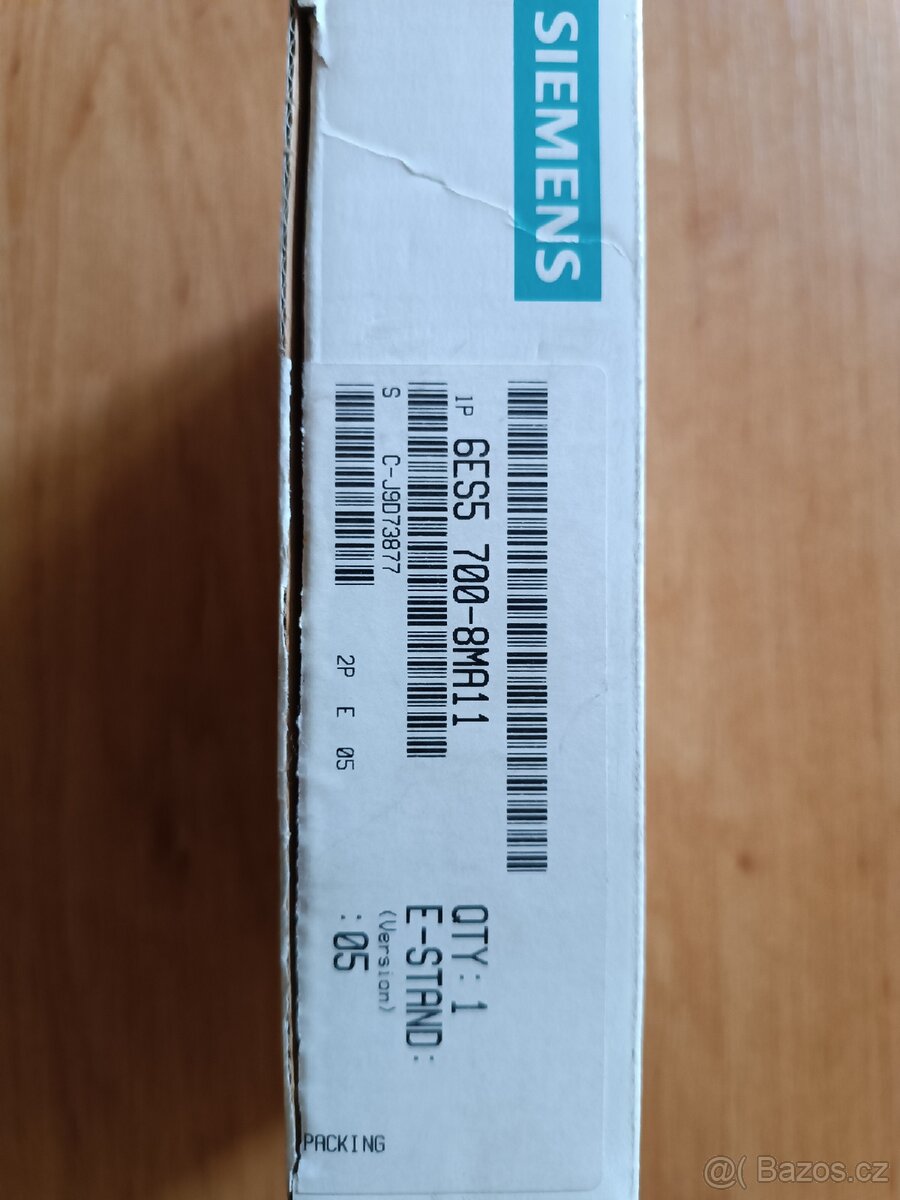 SIEMENS
1P 6ES5 700-8MA11
S C-J9D73877
2P E 05
QTY: 1
E-STAND:
(Version)
:05
PACKING
@( Bazos.cz